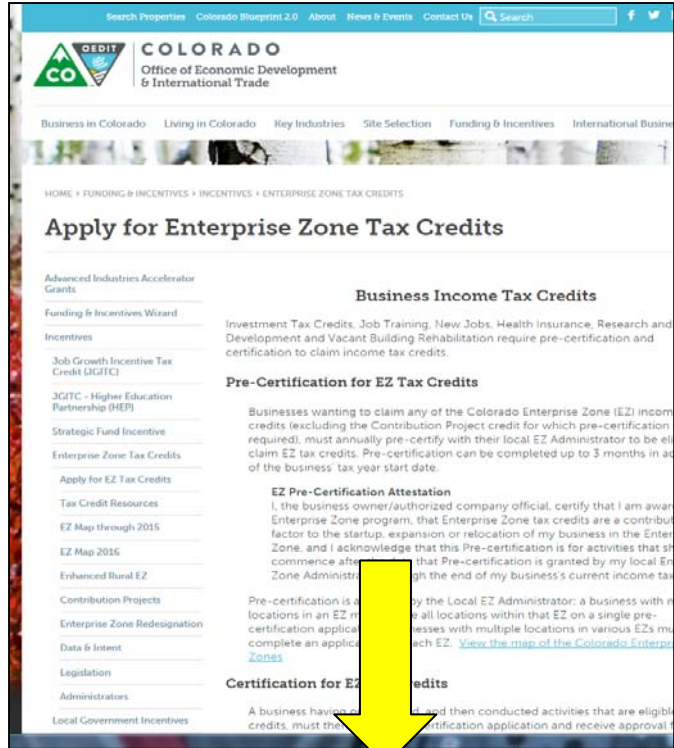 Search Properties Colorado Blueprint 2.0 About News & Events Contact Us Search
OEDIT
CO
COLORADO
Office of Economic Development
& International Trade
Business in Colorado Living in Colorado Key Industries Site Selection Funding & Incentives International Busine
HOME › FUNDING & INCENTIVES › INCENTIVES › ENTERPRISE ZONE TAX CREDITS
Apply for Enterprise Zone Tax Credits
Advanced Industries Accelerator
Grants
Funding & Incentives Wizard
Incentives
Job Growth Incentive Tax
Credit (JGITC)
JGITC - Higher Education
Partnership (HEP)
Strategic Fund Incentive
Enterprise Zone Tax Credits
Apply for EZ Tax Credits
Tax Credit Resources
EZ Map through 2015
EZ Map 2016
Enhanced Rural EZ
Contribution Projects
Enterprise Zone Redesignation
Data & Intent
Legislation
Administrators
Local Government Incentives
Business Income Tax Credits
Investment Tax Credits, Job Training, New Jobs, Health Insurance, Research and
Development and Vacant Building Rehabilitation require pre-certification and
certification to claim income tax credits.
Pre-Certification for EZ Tax Credits
Businesses wanting to claim any of the Colorado Enterprise Zone (EZ) incom
credits (excluding the Contribution Project credit for which pre-certification
required), must annually pre-certify with their local EZ Administrator to be eli
claim EZ tax credits. Pre-certification can be completed up to 3 months in ad
of the business' tax year start date.
EZ Pre-Certification Attestation
I, the business owner/authorized company official, certify that I am awar
Enterprise Zone program, that Enterprise Zone tax credits are a contribut
factor to the startup, expansion or relocation of my business in the Enter
Zone, and I acknowledge that this Pre-certification is for activities that sh
commence afte that Pre-certification is granted by my local En
Zone Administra gh the end of my business's current income tax
Pre-certification is a by the Local EZ Administrator: a business with m
locations in an EZ m e all locations within that EZ on a single pre-
certification applicat esses with multiple locations in various EZs mu
complete an applica ach EZ. View the map of the Colorado Enterpri
Zones
Certification for EZ edits
A business having d, and then conducted activities that are eligible
credits, must the ertification application and receive approval f